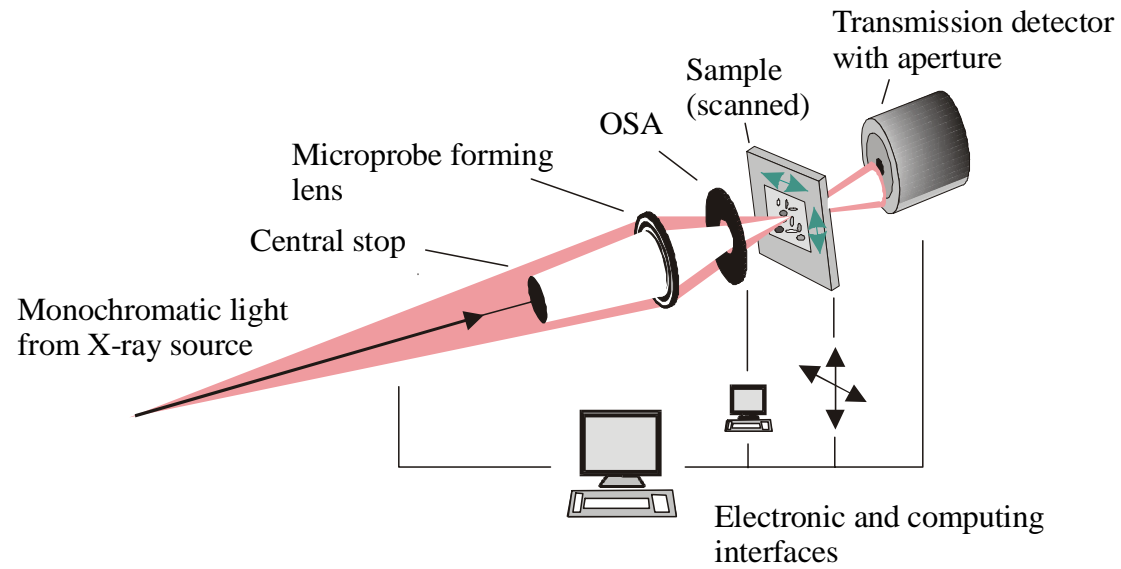 Transmission detector
with aperture
Sample
(scanned)
OSA
Microprobe forming
lens
Central stop
Monochromatic light
from X-ray source
Electronic and computing
interfaces